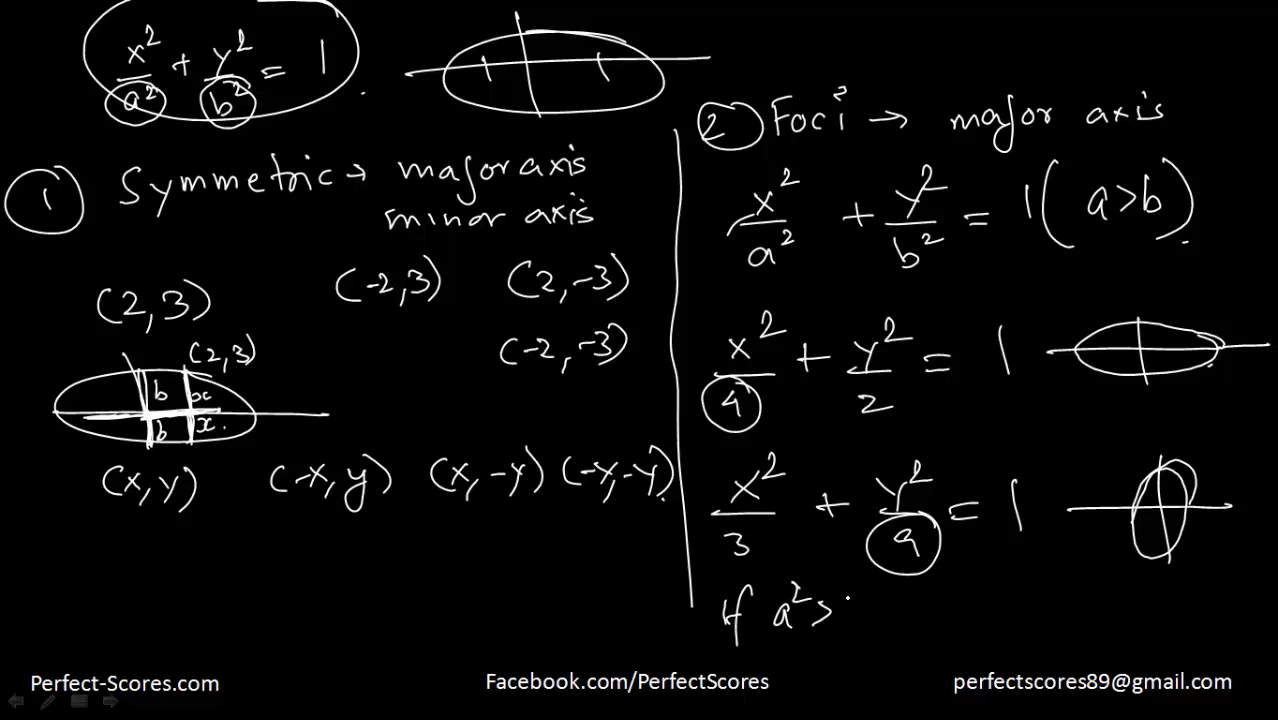 x²/a² + y²/b² = 1
① Symmetric → major axis
minor axis
(2,3) (-2,3) (2,-3)
(-2,-3)
(2,3)
b x
b x
(x,y) (-x,y) (x,-y) (-x,-y)
② Foci → major axis
x²/a² + y²/b² = 1 (a>b)
x²/4 + y²/2 = 1
x²/3 + y²/9 = 1
If a²>
Perfect-Scores.com Facebook.com/PerfectScores perfectscores89@gmail.com